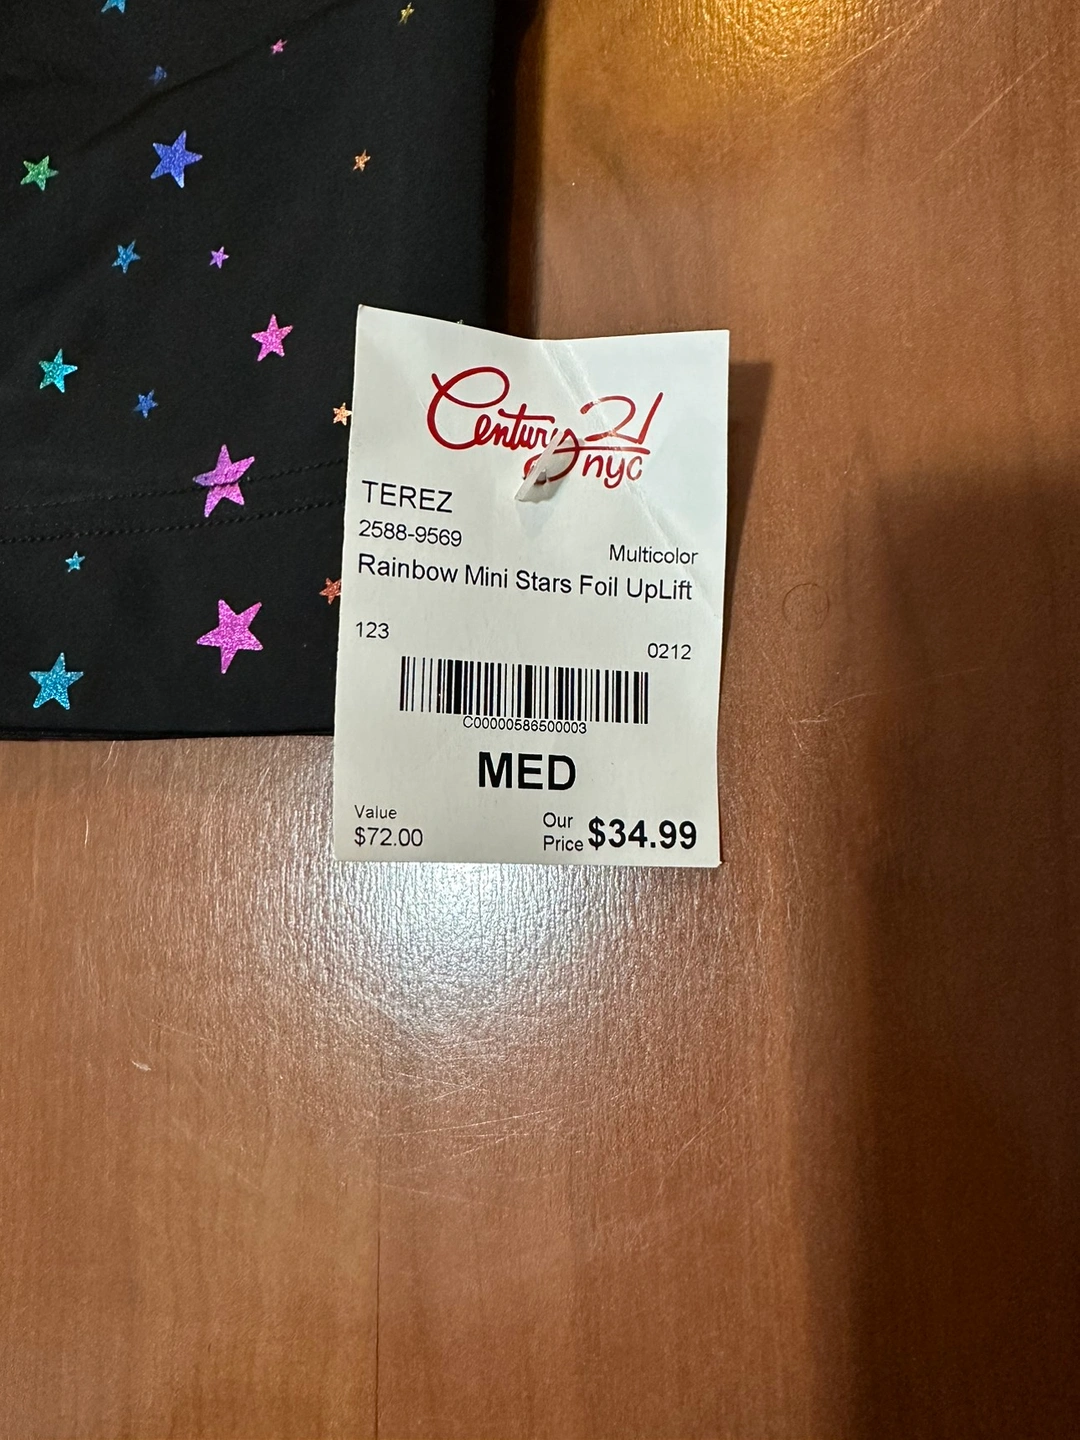 Century 21
nyc
TEREZ
2588-9569
Multicolor
Rainbow Mini Stars Foil UpLift
123
0212
C00000586500003
MED
Value
$72.00
Our
Price $34.99